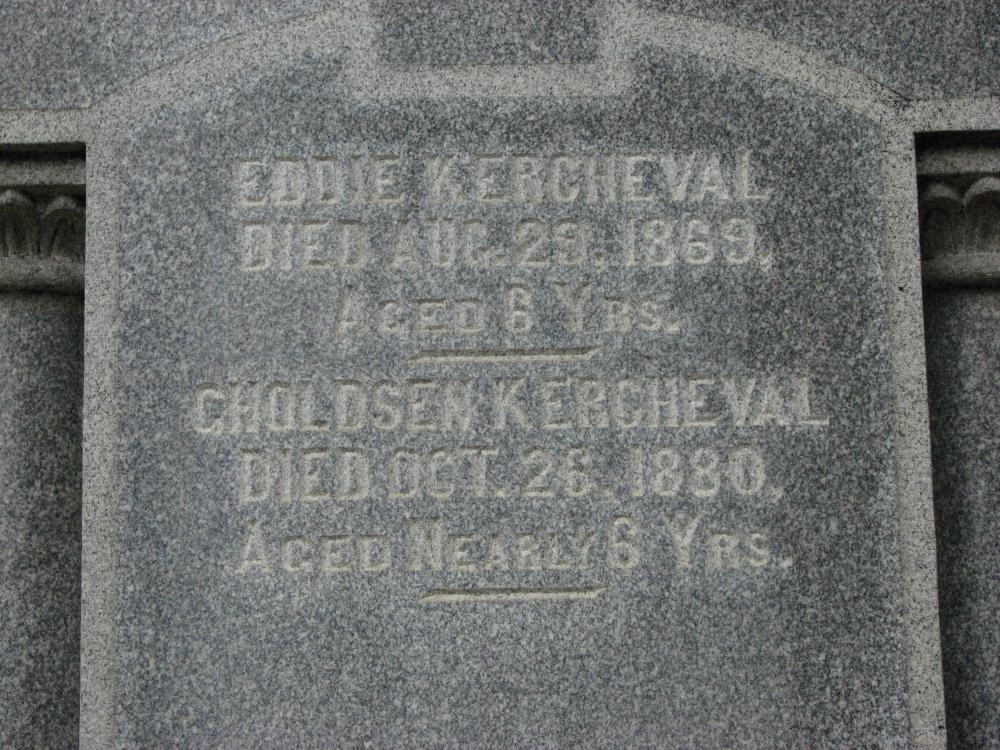 EDDIE KERCHEVAL
DIED AUG. 29, 1869,
AGED 6 YRS.
CHOLDSEN KERCHEVAL
DIED OCT. 26, 1880,
AGED NEARLY 6 YRS.